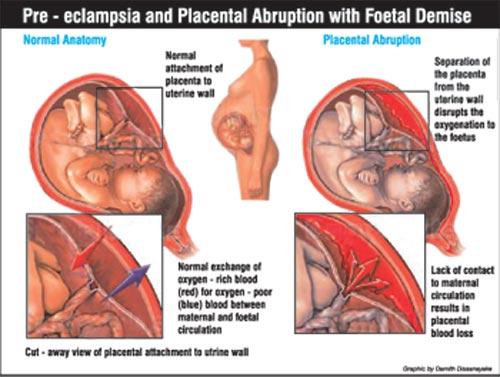 Pre - eclampsia and Placental Abruption with Foetal Demise
Normal Anatomy
Normal
attachment of
placenta to
uterine wall
Placental Abruption
Separation of
the placenta
from the
uterine wall
disrupts the
oxygenation to
the foetus
Normal exchange of
oxygen - rich blood
(red) for oxygen - poor
(blue) blood between
maternal and foetal
circulation
Lack of contact
to maternal
circulation
results in
placental
blood loss
Cut - away view of placental attachment to utrine wall
Graphic by Damith Dissanayake